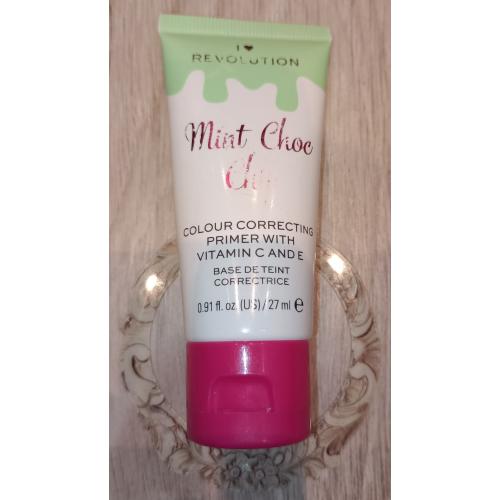 I ♥ REVOLUTION
Mint Choc
Chip
COLOUR CORRECTING
PRIMER WITH
VITAMIN C AND E
BASE DE TEINT
CORRECTRICE
0.91 fl. oz. (US) / 27 ml ℮